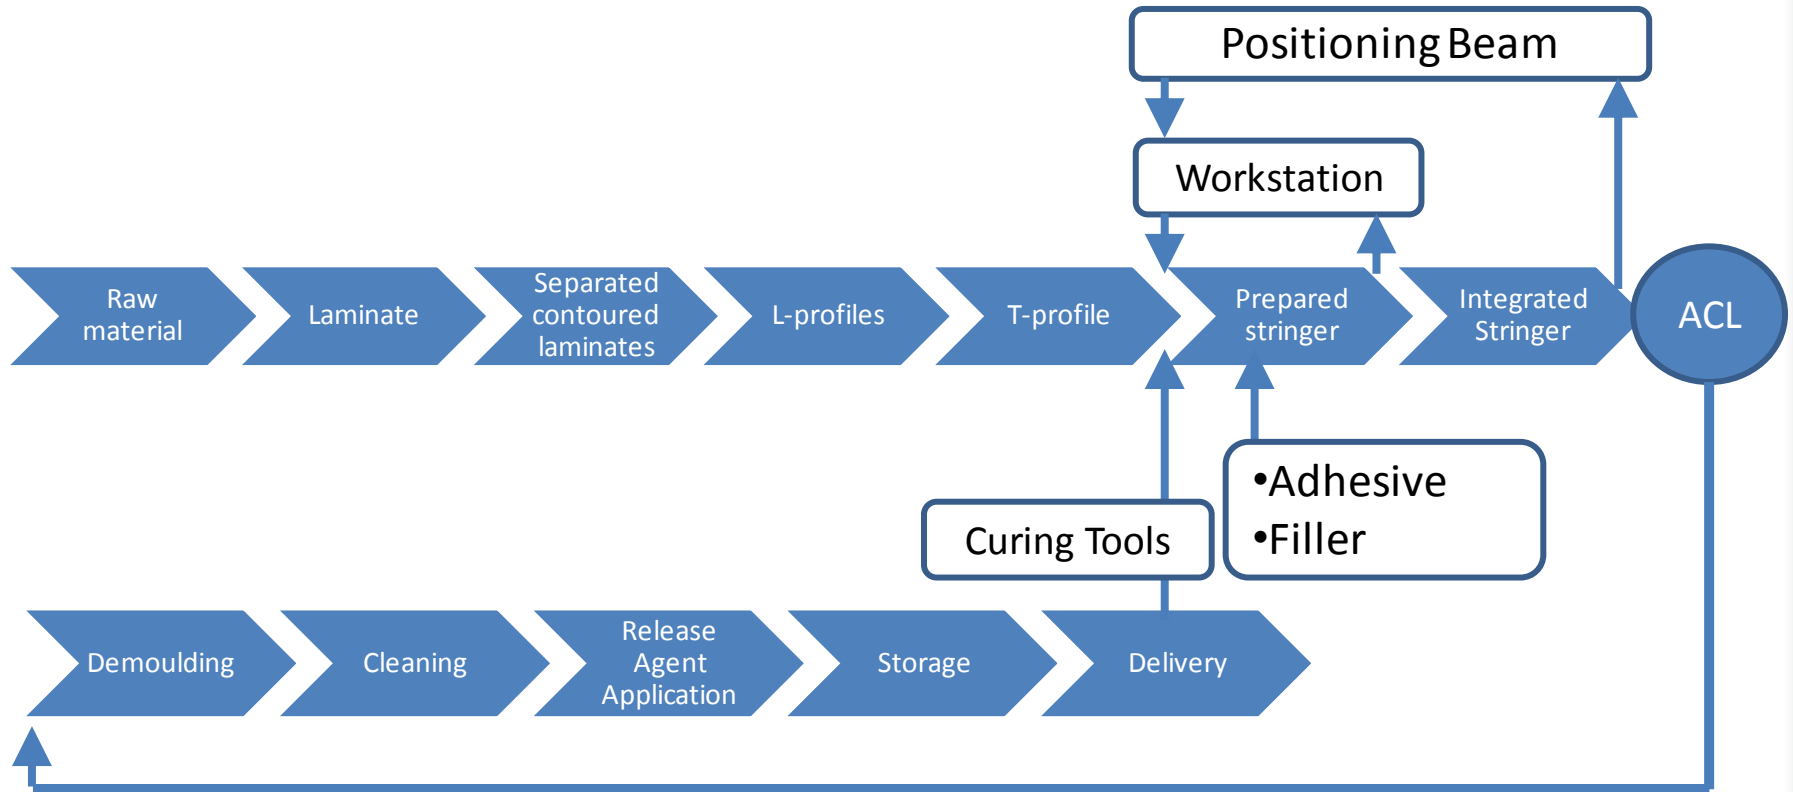 Positioning Beam
Workstation
Raw
material
Laminate
Separated
contoured
laminates
L-profiles
T-profile
Prepared
stringer
Integrated
Stringer
ACL
•Adhesive
•Filler
Curing Tools
Demoulding
Cleaning
Release
Agent
Application
Storage
Delivery